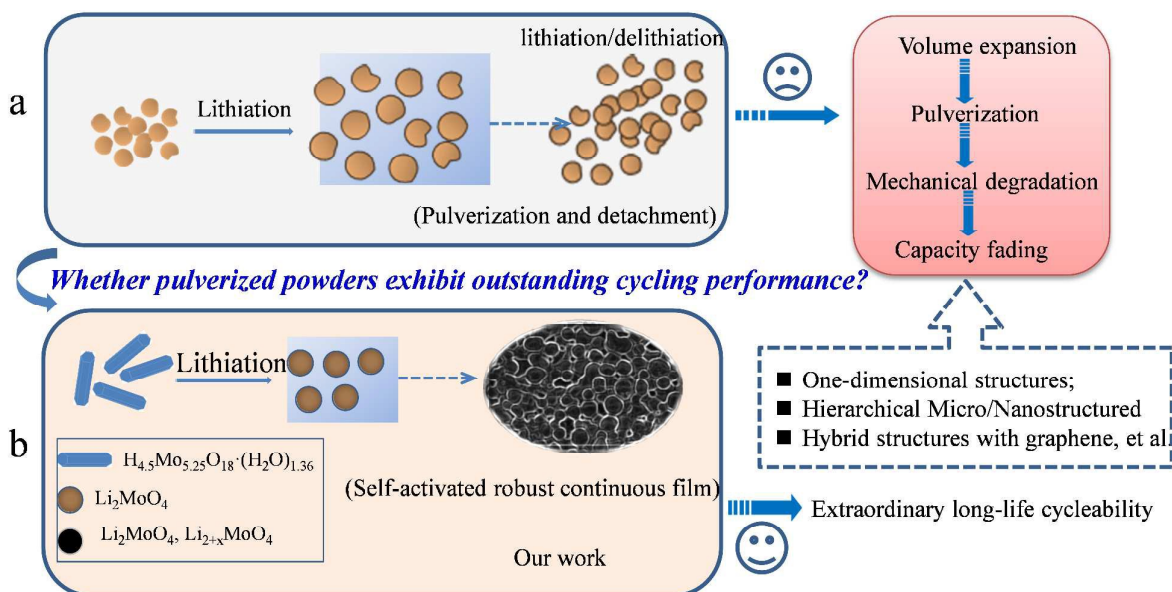 a
Lithiation
lithiation/delithiation
(Pulverization and detachment)
Volume expansion
Pulverization
Mechanical degradation
Capacity fading
Whether pulverized powders exhibit outstanding cycling performance?
b
Lithiation
H4.5Mo5.25O18·(H2O)1.36
Li2MoO4
Li2MoO4, Li2+xMoO4
(Self-activated robust continuous film)
Our work
One-dimensional structures;
Hierarchical Micro/Nanostructured
Hybrid structures with graphene, et al.
Extraordinary long-life cycleability